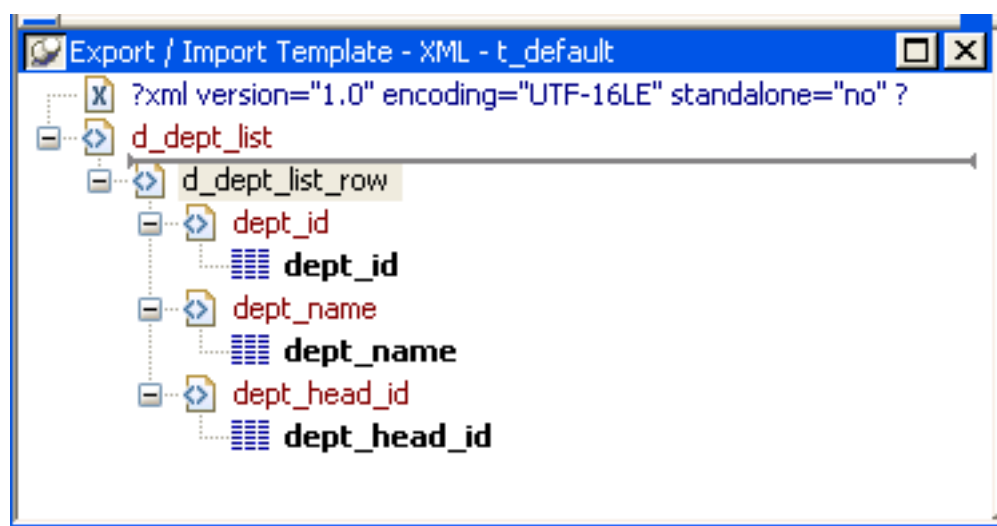 Export / Import Template - XML - t_default
?xml version="1.0" encoding="UTF-16LE" standalone="no" ?
d_dept_list
d_dept_list_row
dept_id
dept_id
dept_name
dept_name
dept_head_id
dept_head_id